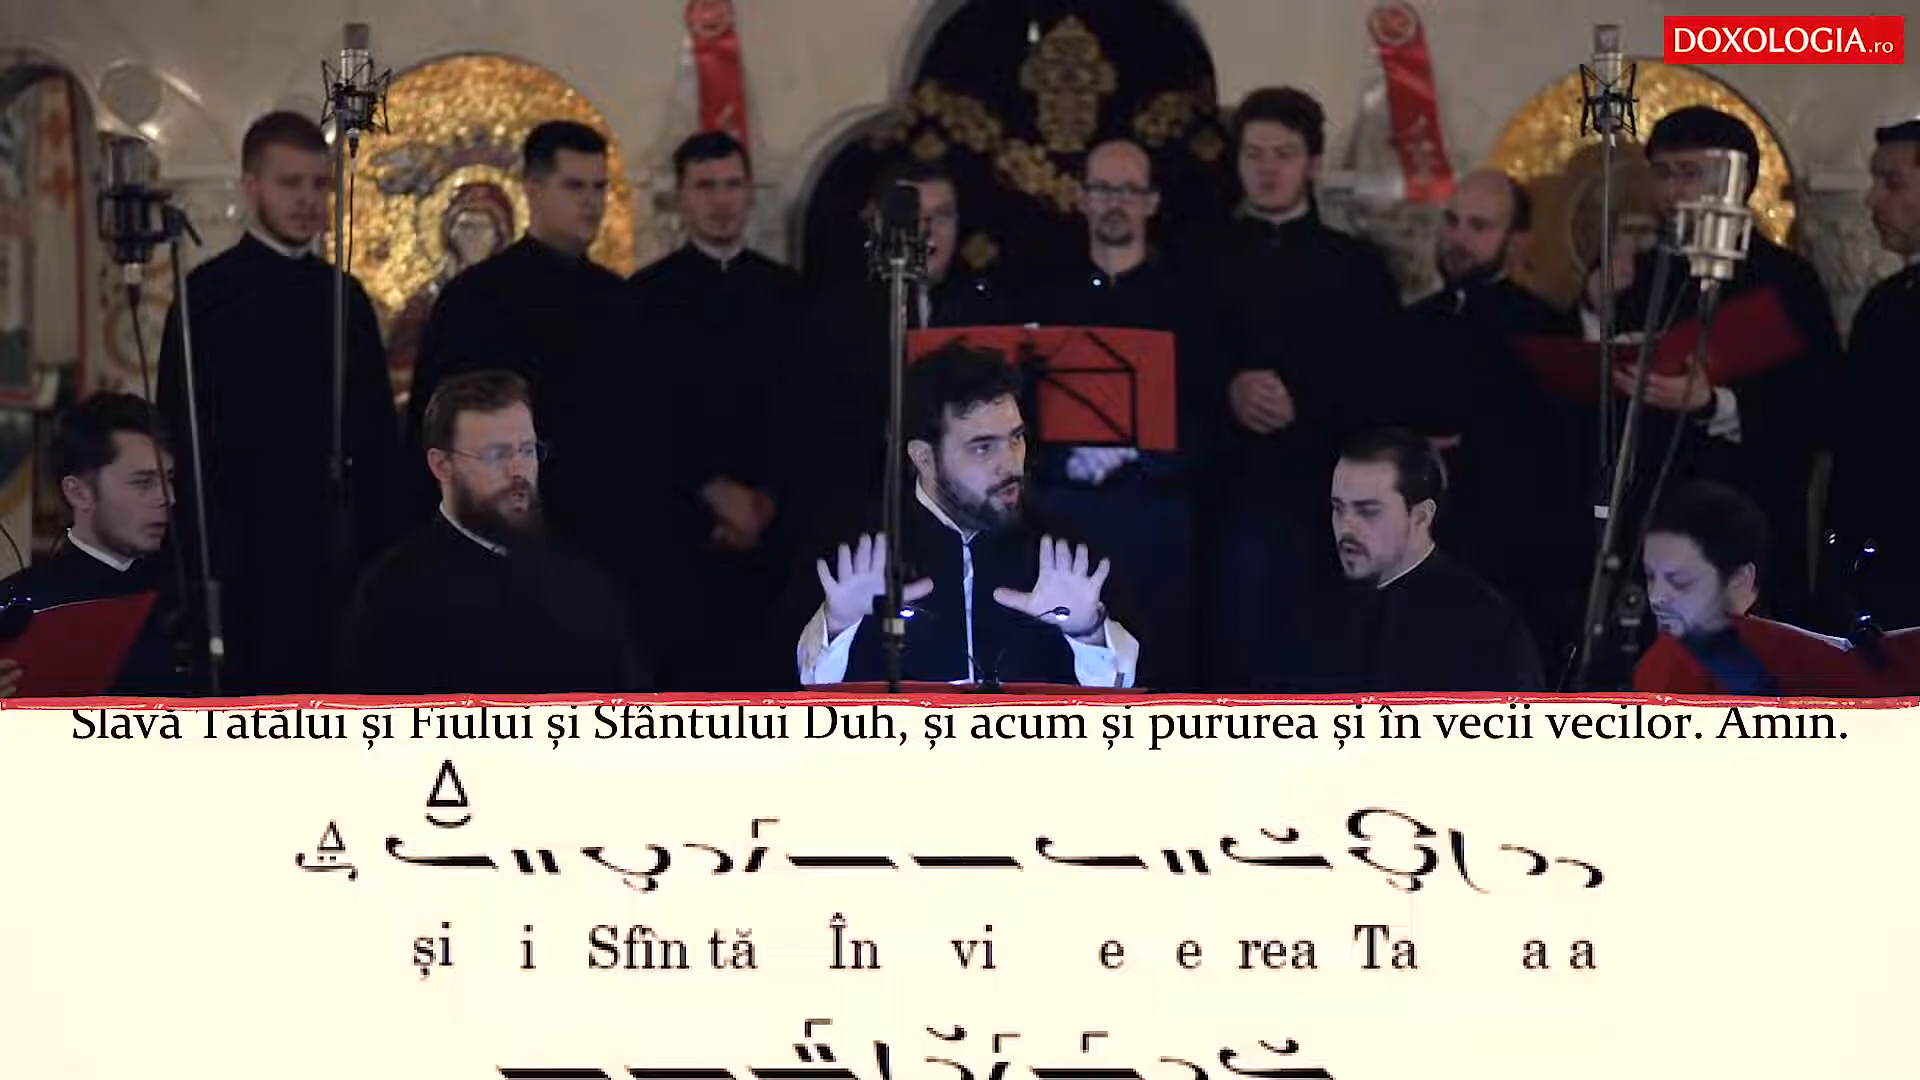 DOXOLOGIA.ro
Slavă Tatălui și Fiului și Sfântului Duh, și acum și pururea și în vecii vecilor. Amin.
și i Sfîn tă În vi e e rea Ta a a